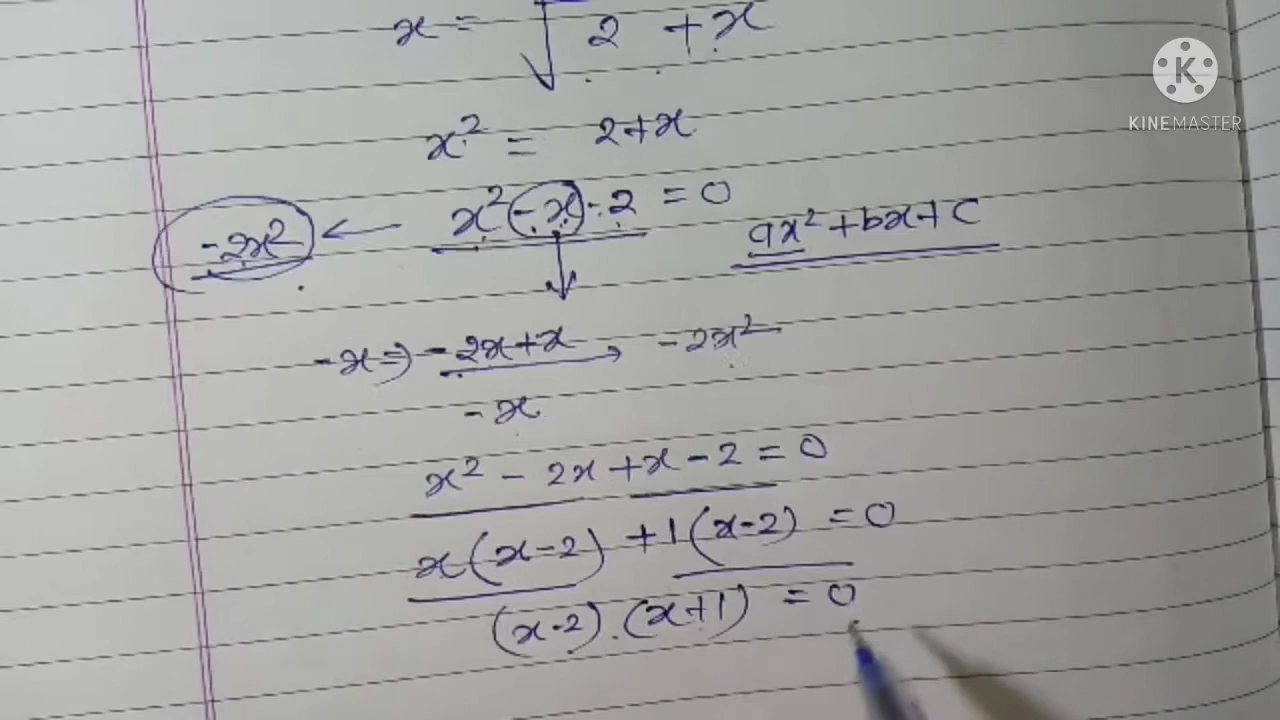 x = √2 + x
K
KINEMASTER
x² = 2+x
-2x² ← x² - x - 2 = 0
ax² + bx + c
-x ⇒ -2x+x → -2x²
-x
x² - 2x + x - 2 = 0
x(x-2) + 1(x-2) = 0
(x-2).(x+1) = 0